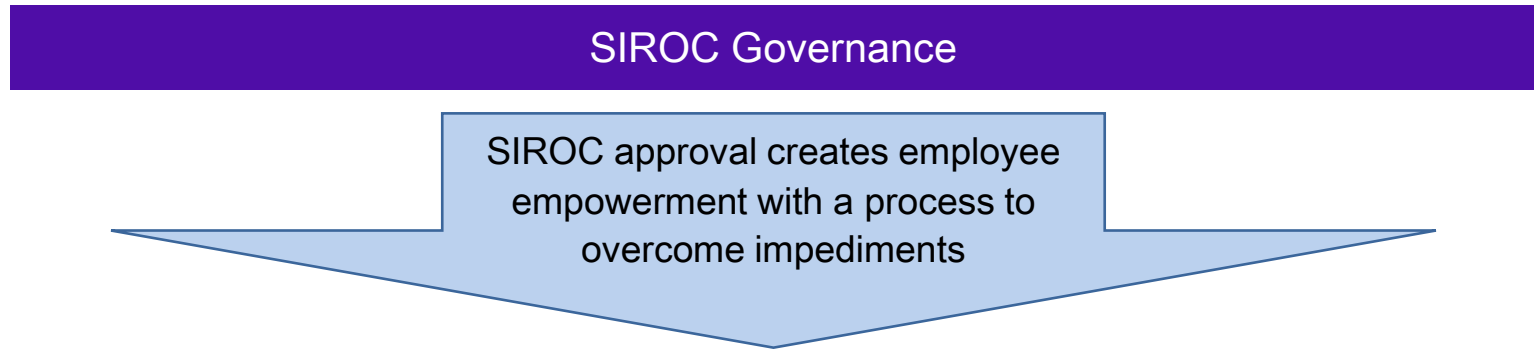 SIROC Governance
SIROC approval creates employee
empowerment with a process to
overcome impediments